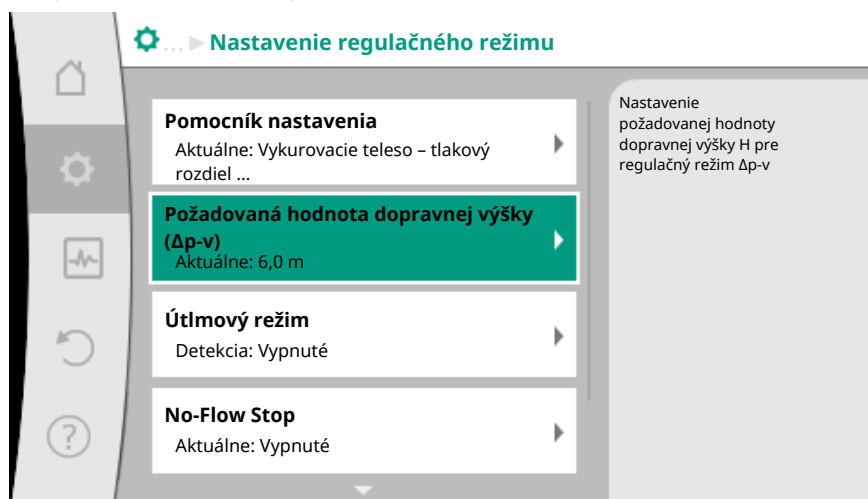 ... Nastavenie regulačného režimu
Pomocník nastavenia
Aktuálne: Vykurovacie teleso – tlakový
rozdiel ...
Požadovaná hodnota dopravnej výšky
(Δp-v)
Aktuálne: 6,0 m
Útlmový režim
Detekcia: Vypnuté
No-Flow Stop
Aktuálne: Vypnuté
Nastavenie
požadovanej hodnoty
dopravnej výšky H pre
regulačný režim Δp-v
?